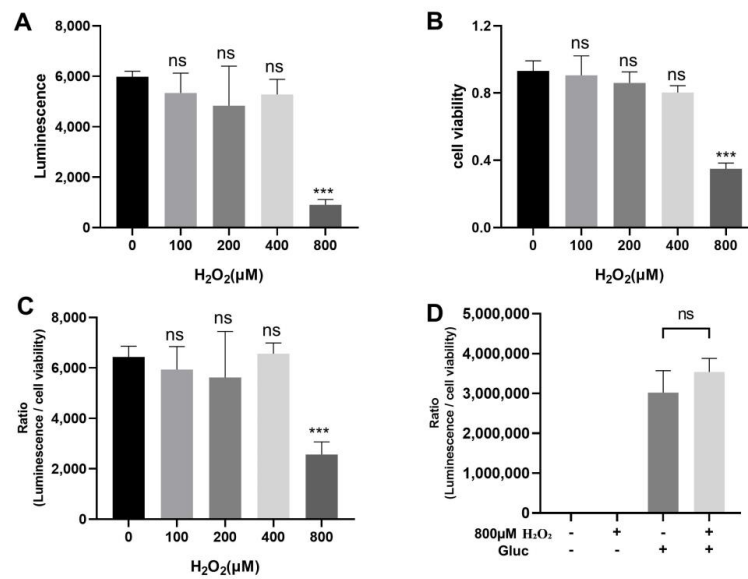 A
Luminescence
8,000
6,000
4,000
2,000
0
ns
ns
ns
***
0 100 200 400 800
H₂O₂(μM)
B
cell viability
1.2
0.8
0.4
0.0
ns
ns
ns
***
0 100 200 400 800
H₂O₂(μM)
C
Ratio
(Luminescence / cell viability)
8,000
6,000
4,000
2,000
0
ns
ns
ns
***
0 100 200 400 800
H₂O₂(μM)
D
Ratio
(Luminescence / cell viability)
5,000,000
4,000,000
3,000,000
2,000,000
1,000,000
0
ns
800μM H₂O₂ - + - +
Gluc - - + +